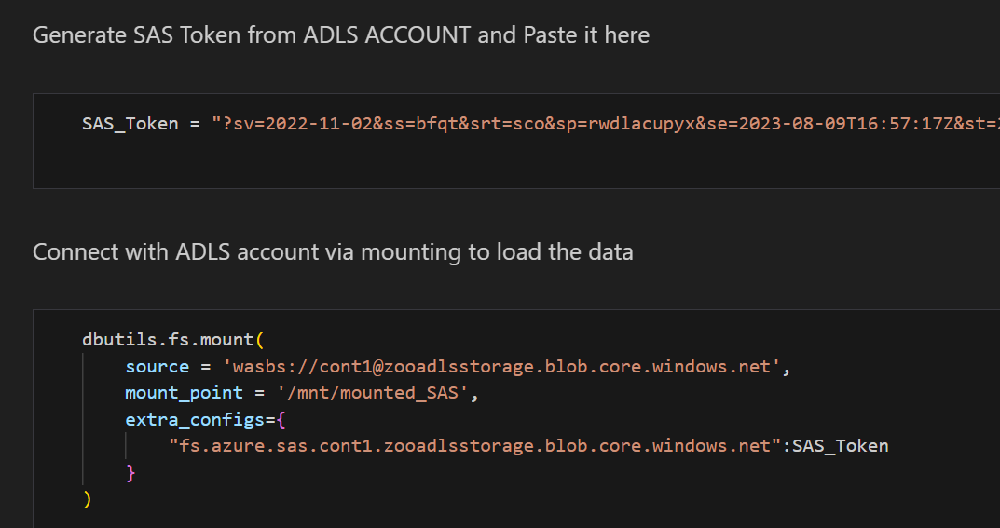 Generate SAS Token from ADLS ACCOUNT and Paste it here
SAS_Token = "?sv=2022-11-02&ss=bfqt&srt=sco&sp=rwdlacupyx&se=2023-08-09T16:57:17Z&st=
Connect with ADLS account via mounting to load the data
dbutils.fs.mount(
source = 'wasbs://cont1@zooadlsstorage.blob.core.windows.net',
mount_point = '/mnt/mounted_SAS',
extra_configs={
"fs.azure.sas.cont1.zooadlsstorage.blob.core.windows.net":SAS_Token
}
)